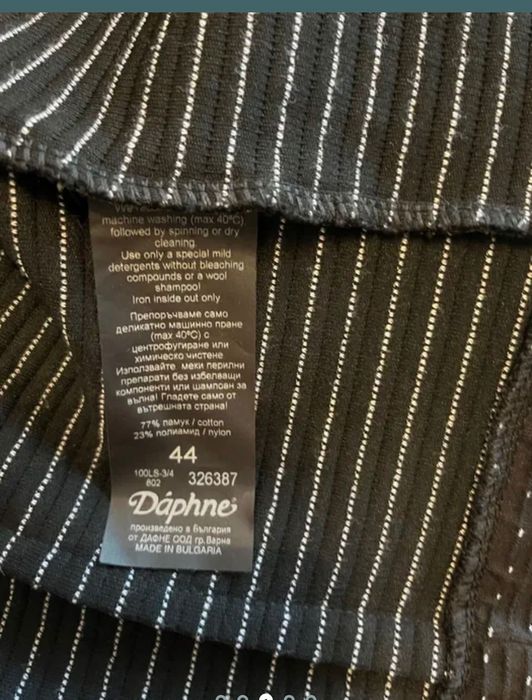 machine washing (max 40°C)
followed by spinning or dry
cleaning
Use only a special mild
detergents without bleaching
compounds or a wool
shampoo!
Iron inside out only
Препоръчваме само
деликатно машинно пране
(max 40°C) с
центрофугиране или
химическо чистене
Използвайте меки перилни
препарати без избелващи
компоненти или шампоан за
вълна! Гладете само от
вътрешната страна!
77% памук / cotton
23% полиамид / nylon
44
100LS-3/4
602 326387
Dáphne
произведено в България
от ДАФНЕ ООД гр.Варна
MADE IN BULGARIA